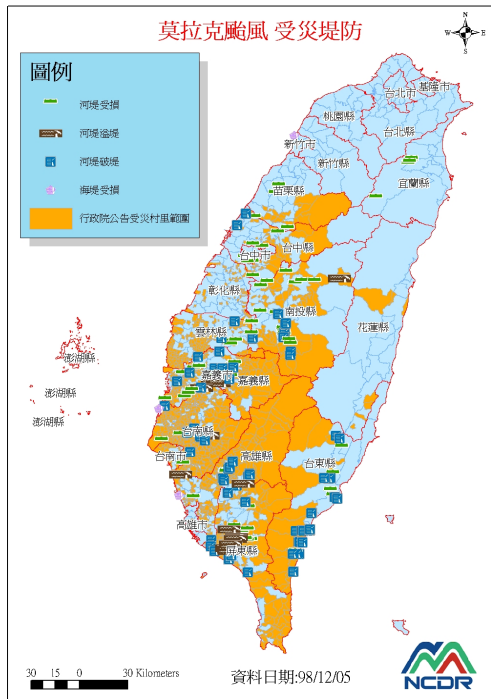 莫拉克颱風 受災堤防
N
W E
S
圖例
河堤受損
河堤溢堤
河堤破堤
海堤受損
行政院公告受災村里範圍
基隆市
台北市
桃園縣
台北縣
新竹市
新竹縣
宜蘭縣
苗栗縣
台中縣
台中市
彰化縣
南投縣
花蓮縣
雲林縣
澎湖縣
嘉義市
嘉義縣
澎湖縣
澎湖縣
台南縣
台南市
高雄縣
台東縣
高雄市
屏東縣
30 15 0 30 Kilometers
資料日期:98/12/05
NCDR